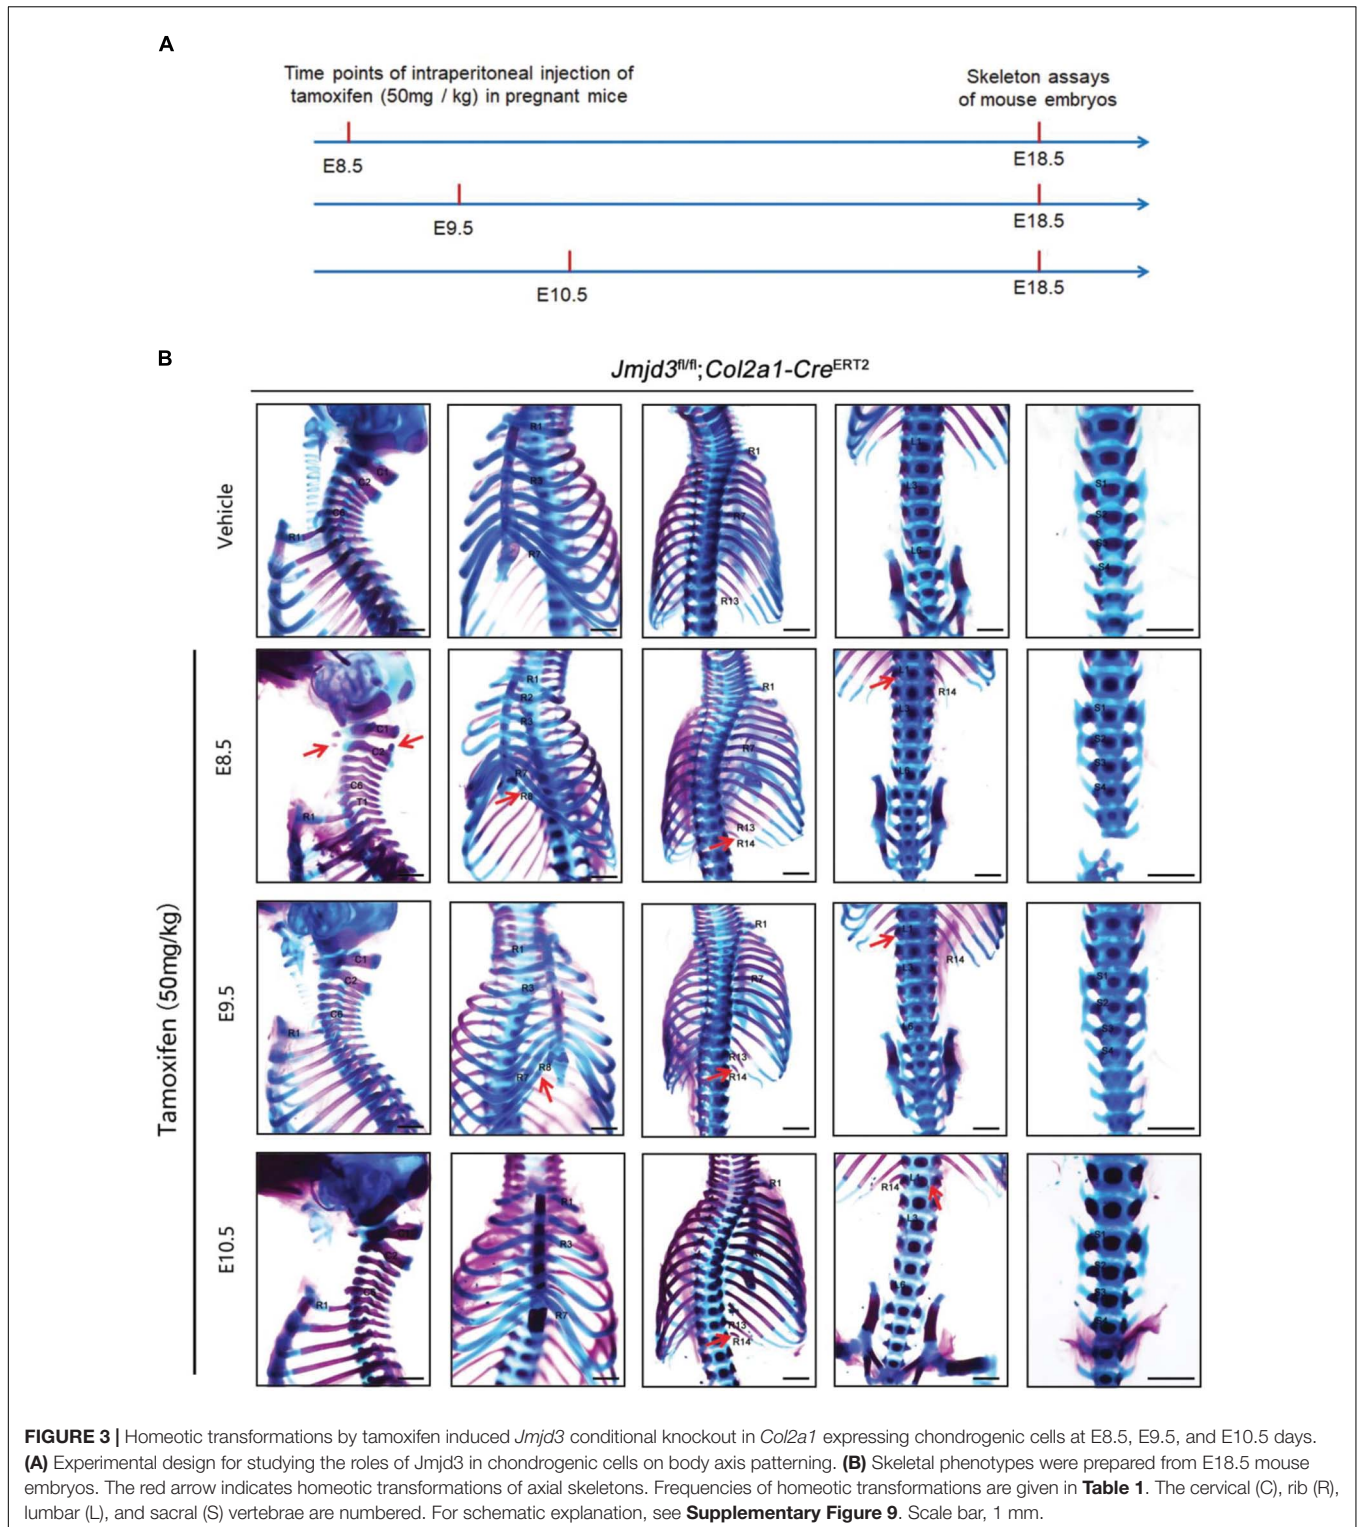 A
Time points of intraperitoneal injection of
tamoxifen (50mg / kg) in pregnant mice
Skeleton assays
of mouse embryos
E8.5
E18.5
E9.5
E18.5
E10.5
E18.5
B
Jmjd3fl/fl;Col2a1-CreERT2
Vehicle
C1
C2
C6
R1
R1
R3
R7
R1
R7
R13
L1
L3
L6
S1
S2
S3
S4
Tamoxifen (50mg/kg)
E8.5
C1
C2
C6
T1
R1
R1
R2
R3
R7
R8
R1
R7
R13
R14
L1
R14
L3
L6
S1
S2
S3
S4
E9.5
C1
C2
C6
R1
R1
R3
R8
R7
R1
R7
R13
R14
L1
R14
L3
L6
S1
S2
S3
S4
E10.5
C1
C2
C6
R1
R1
R3
R7
R1
R13
R14
L1
R14
L3
L6
S1
S2
S3
S4
FIGURE 3 | Homeotic transformations by tamoxifen induced Jmjd3 conditional knockout in Col2a1 expressing chondrogenic cells at E8.5, E9.5, and E10.5 days.
(A) Experimental design for studying the roles of Jmjd3 in chondrogenic cells on body axis patterning. (B) Skeletal phenotypes were prepared from E18.5 mouse
embryos. The red arrow indicates homeotic transformations of axial skeletons. Frequencies of homeotic transformations are given in Table 1. The cervical (C), rib (R),
lumbar (L), and sacral (S) vertebrae are numbered. For schematic explanation, see Supplementary Figure 9. Scale bar, 1 mm.